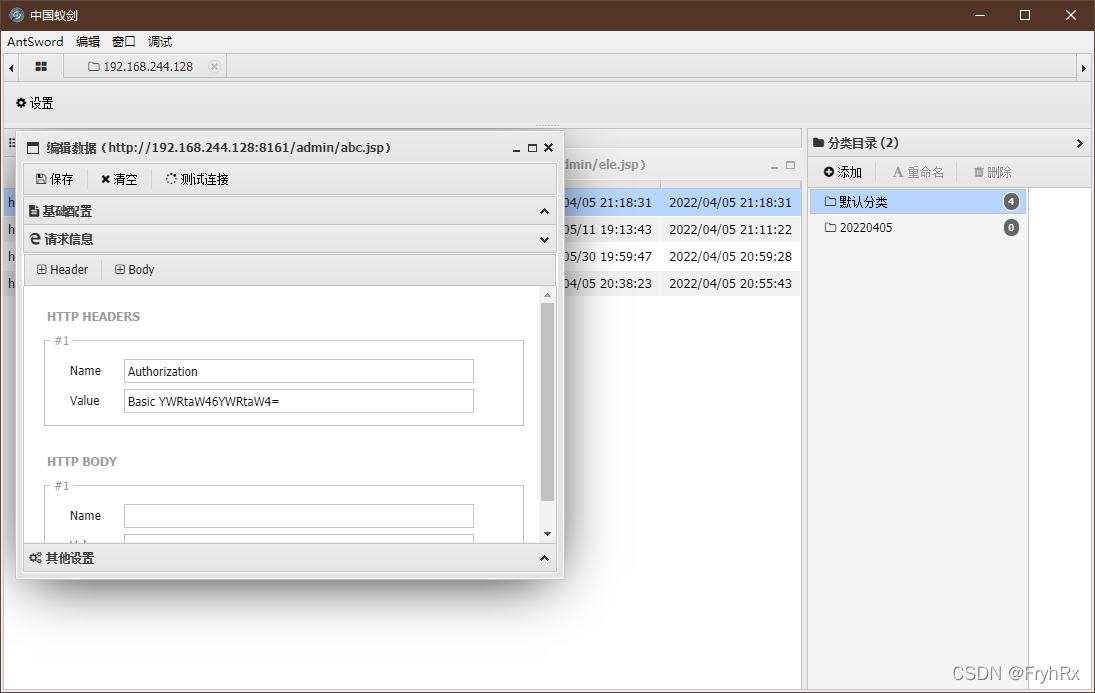 中国蚁剑
AntSword 编辑 窗口 调试
192.168.244.128
设置
编辑数据 (http://192.168.244.128:8161/admin/abc.jsp)
dmin/ele.jsp)
分类目录 (2)
保存 清空 测试连接
添加 重命名 删除
基础配置
04/05 21:18:31 2022/04/05 21:18:31
默认分类 4
05/11 19:13:43 2022/04/05 21:11:22
20220405 0
请求信息
05/30 19:59:47 2022/04/05 20:59:28
Header Body
04/05 20:38:23 2022/04/05 20:55:43
HTTP HEADERS
#1
Name Authorization
Value Basic YWRtaW46YWRtaW4=
HTTP BODY
#1
Name
其他设置
CSDN @FryhRx